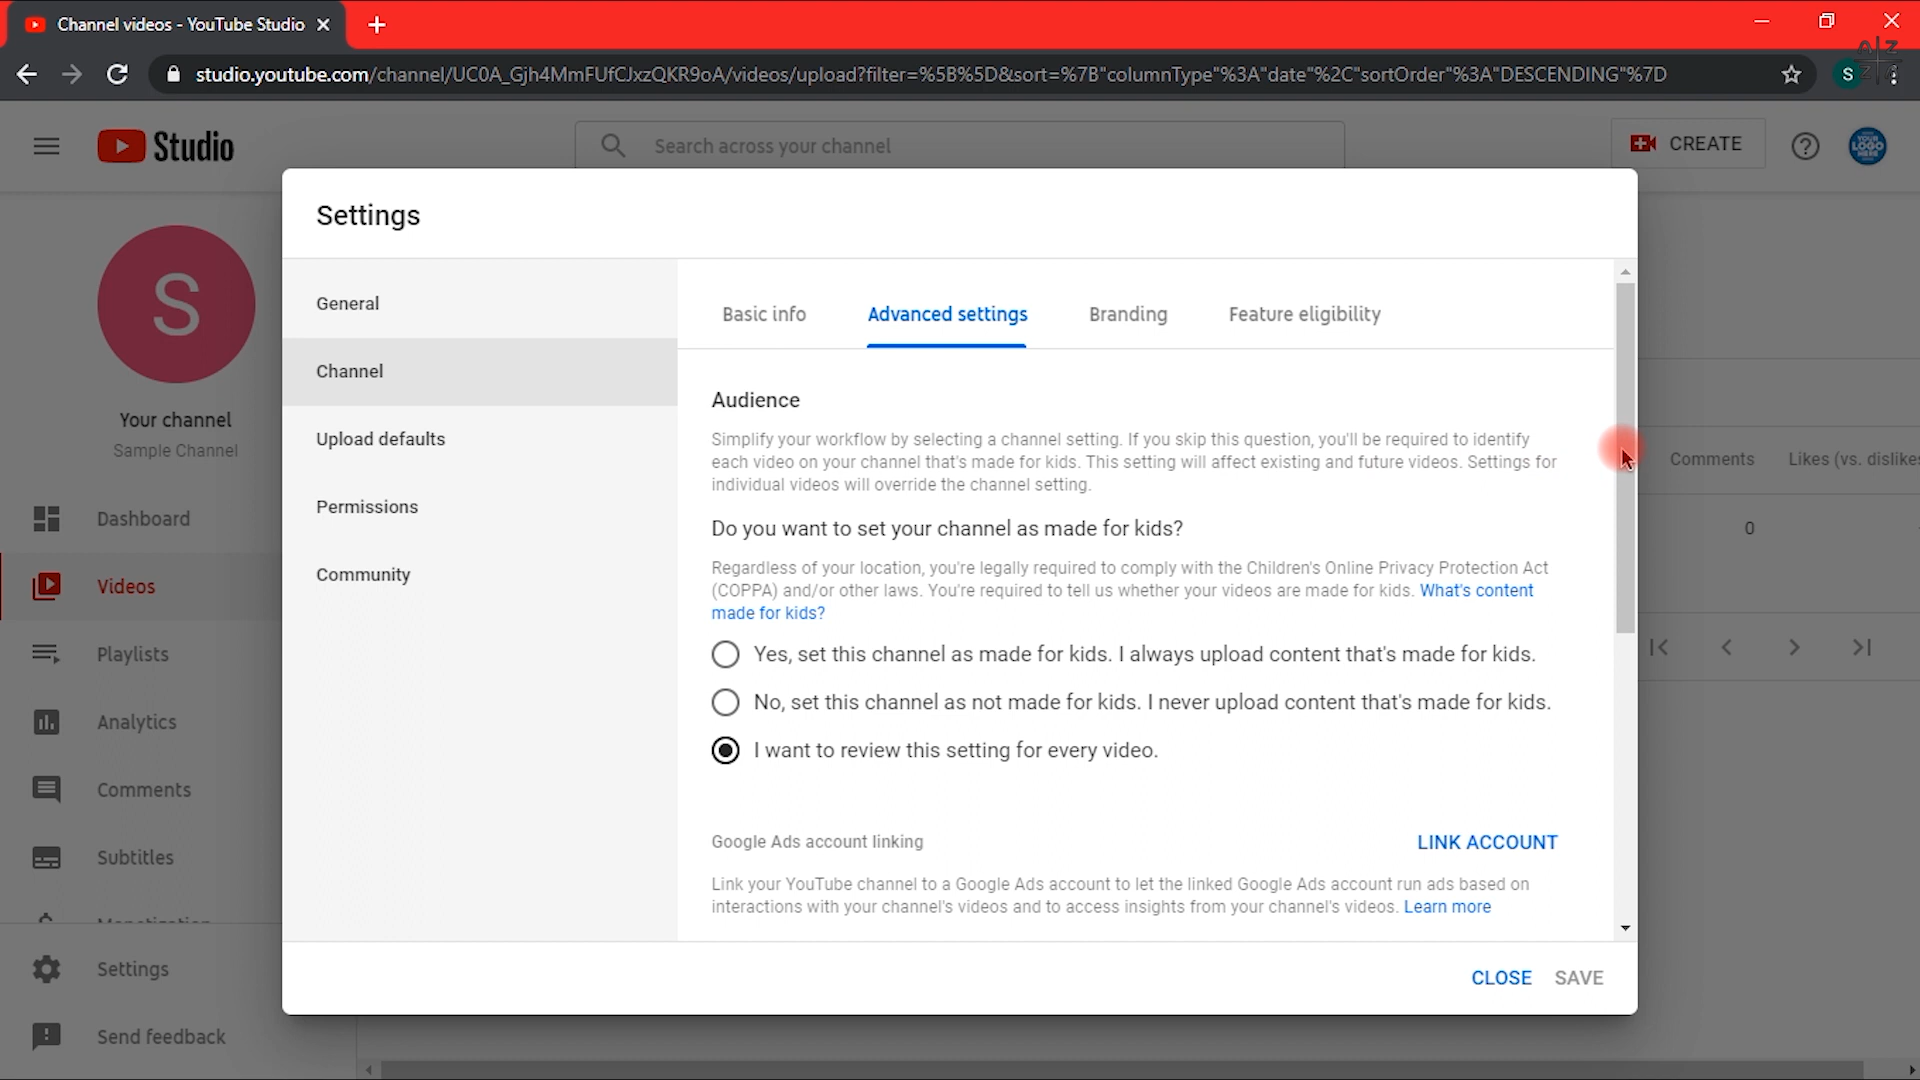 Channel videos - YouTube Studio
studio.youtube.com/channel/UC0A_Gjh4MmFUfCJxzQKR9oA/videos/upload?filter=%5B%5D&sort=%7B"columnType"%3A"date"%2C"sortOrder"%3A"DESCENDING"%7D
S
A Z
Z A
Studio
Search across your channel
CREATE
YOUR
LOGO
HERE
Settings
S
Your channel
Sample Channel
Dashboard
Videos
Playlists
Analytics
Comments
Subtitles
Monetization
Settings
Send feedback
General
Channel
Upload defaults
Permissions
Community
Basic info
Advanced settings
Branding
Feature eligibility
Audience
Simplify your workflow by selecting a channel setting. If you skip this question, you'll be required to identify
each video on your channel that's made for kids. This setting will affect existing and future videos. Settings for
individual videos will override the channel setting.
Do you want to set your channel as made for kids?
Regardless of your location, you're legally required to comply with the Children's Online Privacy Protection Act
(COPPA) and/or other laws. You're required to tell us whether your videos are made for kids. What's content
made for kids?
Yes, set this channel as made for kids. I always upload content that's made for kids.
No, set this channel as not made for kids. I never upload content that's made for kids.
I want to review this setting for every video.
Google Ads account linking
LINK ACCOUNT
Link your YouTube channel to a Google Ads account to let the linked Google Ads account run ads based on
interactions with your channel's videos and to access insights from your channel's videos. Learn more
CLOSE SAVE
Comments Likes (vs. dislike
0